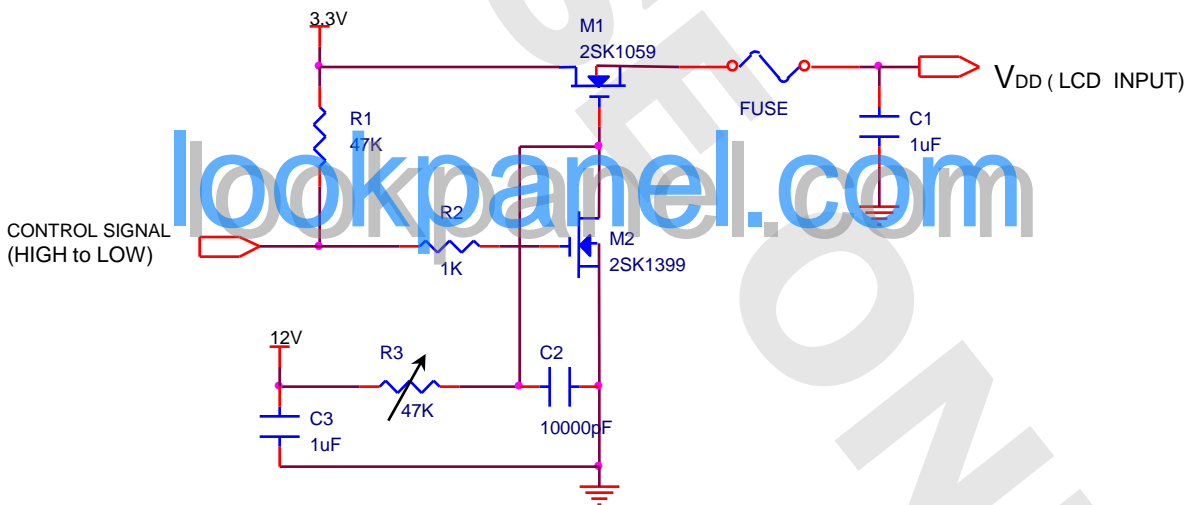 3.3V
M1
2SK1059
VDD ( LCD INPUT)
FUSE
R1
47K
C1
1uF
lookpanel.com
R2
CONTROL SIGNAL
(HIGH to LOW)
M2
2SK1399
1K
12V
R3
C2
47K
C3
1uF
10000pF